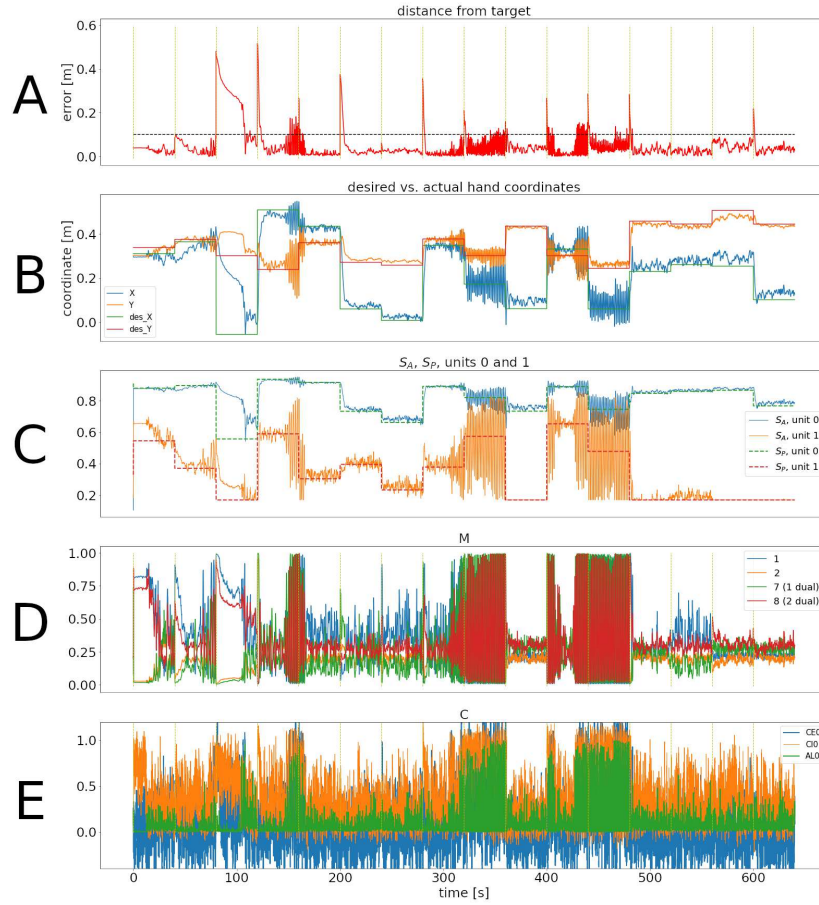 distance from target
A
error [m]
0.6
0.4
0.2
0.0
desired vs. actual hand coordinates
B
coordinate [m]
0.4
0.2
0.0
X
Y
des_X
des_Y
S_A, S_P, units 0 and 1
C
0.8
0.6
0.4
0.2
S_A, unit 0
S_A, unit 1
S_P, unit 0
S_P, unit 1
M
D
1.00
0.75
0.50
0.25
0.00
1
2
7 (1 dual)
8 (2 dual)
C
E
1.0
0.5
0.0
CE0
CI0
AL0
0 100 200 300 400 500 600
time [s]